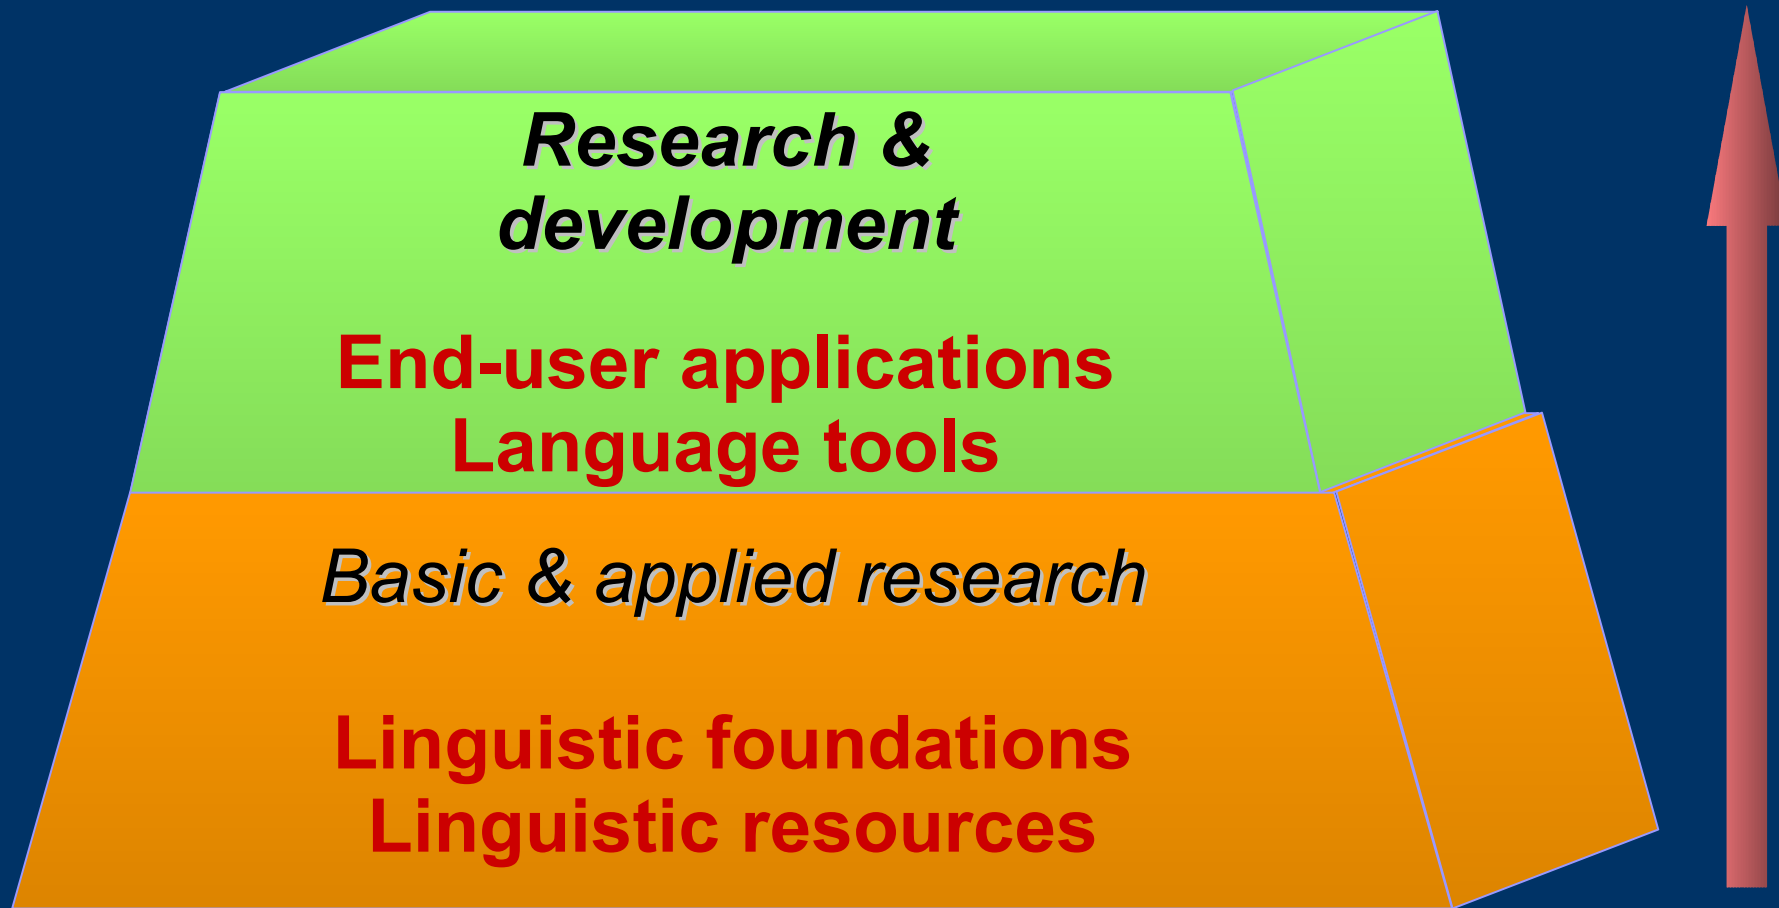 Research &
development
End-user applications
Language tools
Basic & applied research
Linguistic foundations
Linguistic resources